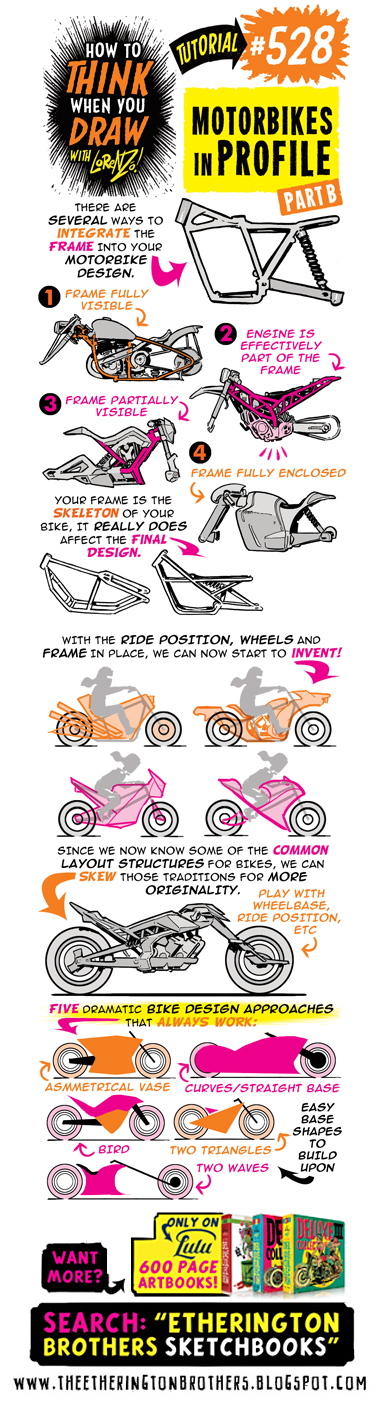 HOW TO
THINK
WHEN YOU
DRAW
WITH LORENZO!
TUTORIAL
#528
MOTORBIKES
IN PROFILE
PART B
THERE ARE
SEVERAL WAYS TO
INTEGRATE THE
FRAME INTO YOUR
MOTORBIKE
DESIGN.
1 FRAME FULLY
VISIBLE
2 ENGINE IS
EFFECTIVELY
PART OF THE
FRAME
3 FRAME PARTIALLY
VISIBLE
4
FRAME FULLY ENCLOSED
YOUR FRAME IS THE
SKELETON OF YOUR
BIKE, IT REALLY DOES
AFFECT THE FINAL
DESIGN.
WITH THE RIDE POSITION, WHEELS AND
FRAME IN PLACE, WE CAN NOW START TO INVENT!
SINCE WE NOW KNOW SOME OF THE COMMON
LAYOUT STRUCTURES FOR BIKES, WE CAN
SKEW THOSE TRADITIONS FOR MORE
ORIGINALITY.
PLAY WITH
WHEELBASE,
RIDE POSITION,
ETC
FIVE DRAMATIC BIKE DESIGN APPROACHES
THAT ALWAYS WORK:
ASMMETRICAL VASE
CURVES/STRAIGHT BASE
BIRD
TWO TRIANGLES
EASY
BASE
SHAPES
TO
BUILD
UPON
TWO WAVES
WANT
MORE?
ONLY ON
Lulu
600 PAGE
ARTBOOKS!
SEARCH: "ETHERINGTON
BROTHERS SKETCHBOOKS"
WWW.THEETHERINGTONBROTHERS.BLOGSPOT.COM